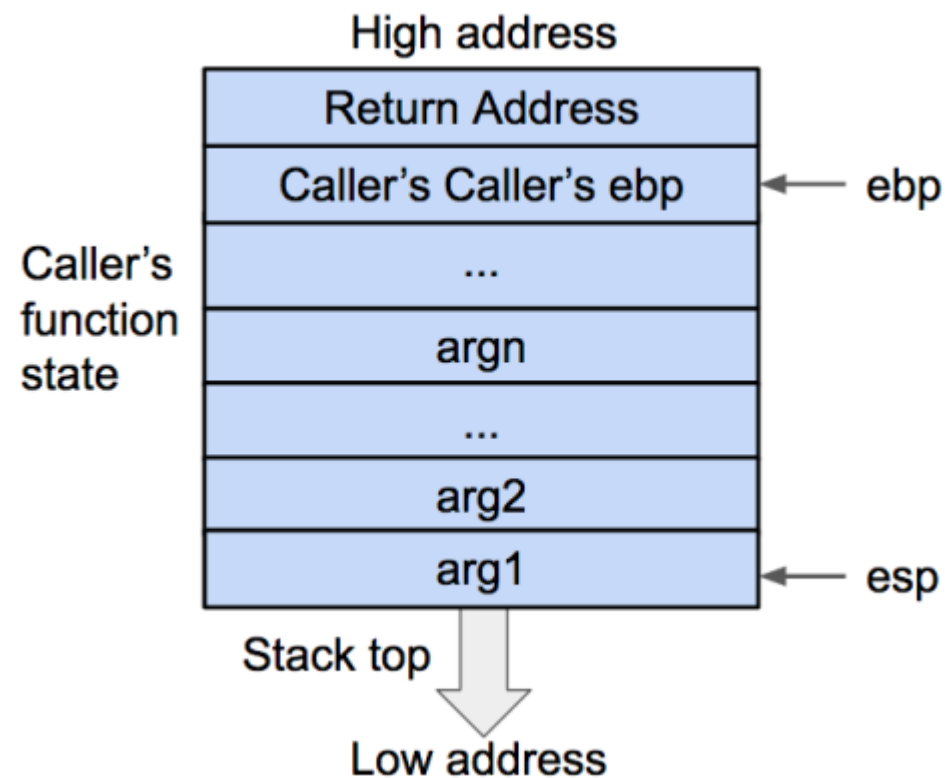 High address
Return Address
Caller's Caller's ebp
ebp
...
Caller's
function
state
argn
...
arg2
arg1
esp
Stack top
Low address